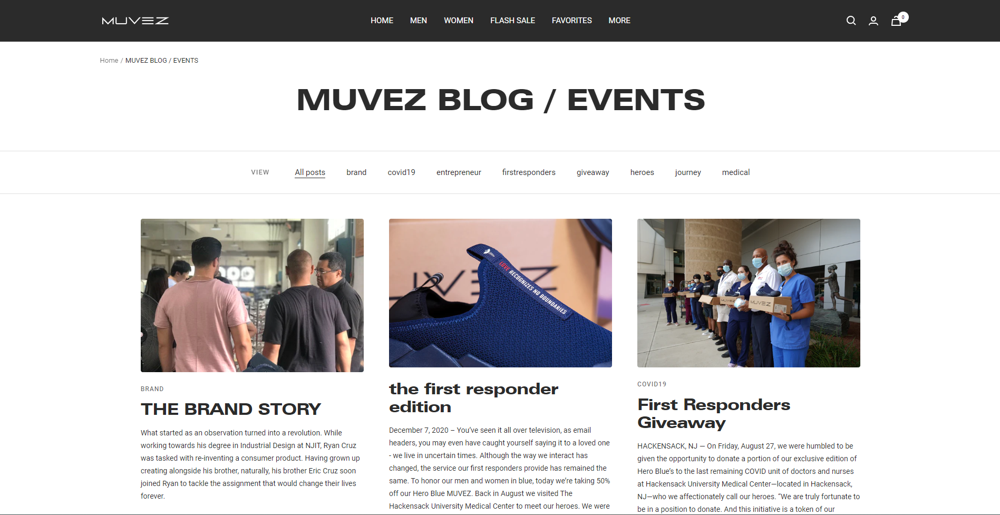 MUVEZ
HOME MEN WOMEN FLASH SALE FAVORITES MORE
0
Home / MUVEZ BLOG / EVENTS
MUVEZ BLOG / EVENTS
VIEW All posts brand covid19 entrepreneur firstresponders giveaway heroes journey medical
BRAND
THE BRAND STORY
What started as an observation turned into a revolution. While
working towards his degree in Industrial Design at NJIT, Ryan Cruz
was tasked with re-inventing a consumer product. Having grown up
creating alongside his brother, naturally, his brother Eric Cruz soon
joined Ryan to tackle the assignment that would change their lives
forever.
LOVE RECOGNIZES NO BOUNDARIES
the first responder
edition
December 7, 2020 – You’ve seen it all over television, as email
headers, you may even have caught yourself saying it to a loved one
- we live in uncertain times. Although the way we interact has
changed, the service our first responders provide has remained the
same. To honor our men and women in blue, today we’re taking 50%
off our Hero Blue MUVEZ. Back in August we visited The
Hackensack University Medical Center to meet our heroes. We were
MUVEZ
MUVEZ
COVID19
First Responders
Giveaway
HACKENSACK, NJ — On Friday, August 27, we were humbled to be
given the opportunity to donate a portion of our exclusive edition of
Hero Blue’s to the last remaining COVID unit of doctors and nurses
at Hackensack University Medical Center—located in Hackensack,
NJ—who we affectionately call our heroes. “We are truly fortunate to
be in a position to donate. And this initiative is a token of our